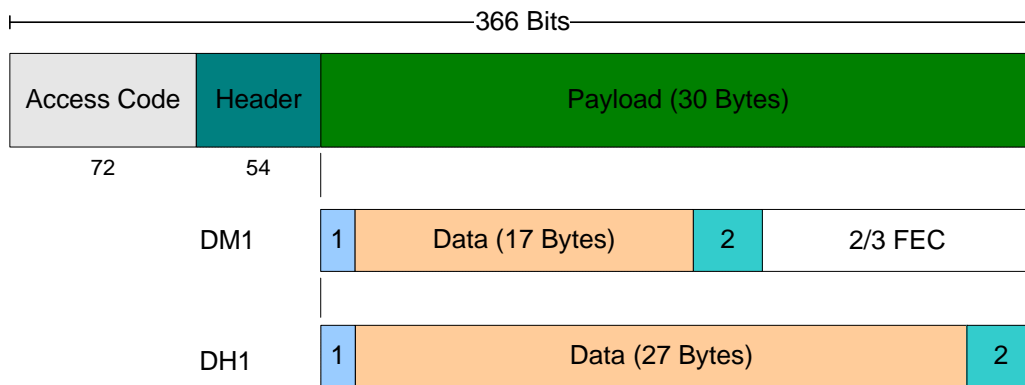 366 Bits
Access Code Header Payload (30 Bytes)
72 54
DM1 1 Data (17 Bytes) 2 2/3 FEC
DH1 1 Data (27 Bytes) 2